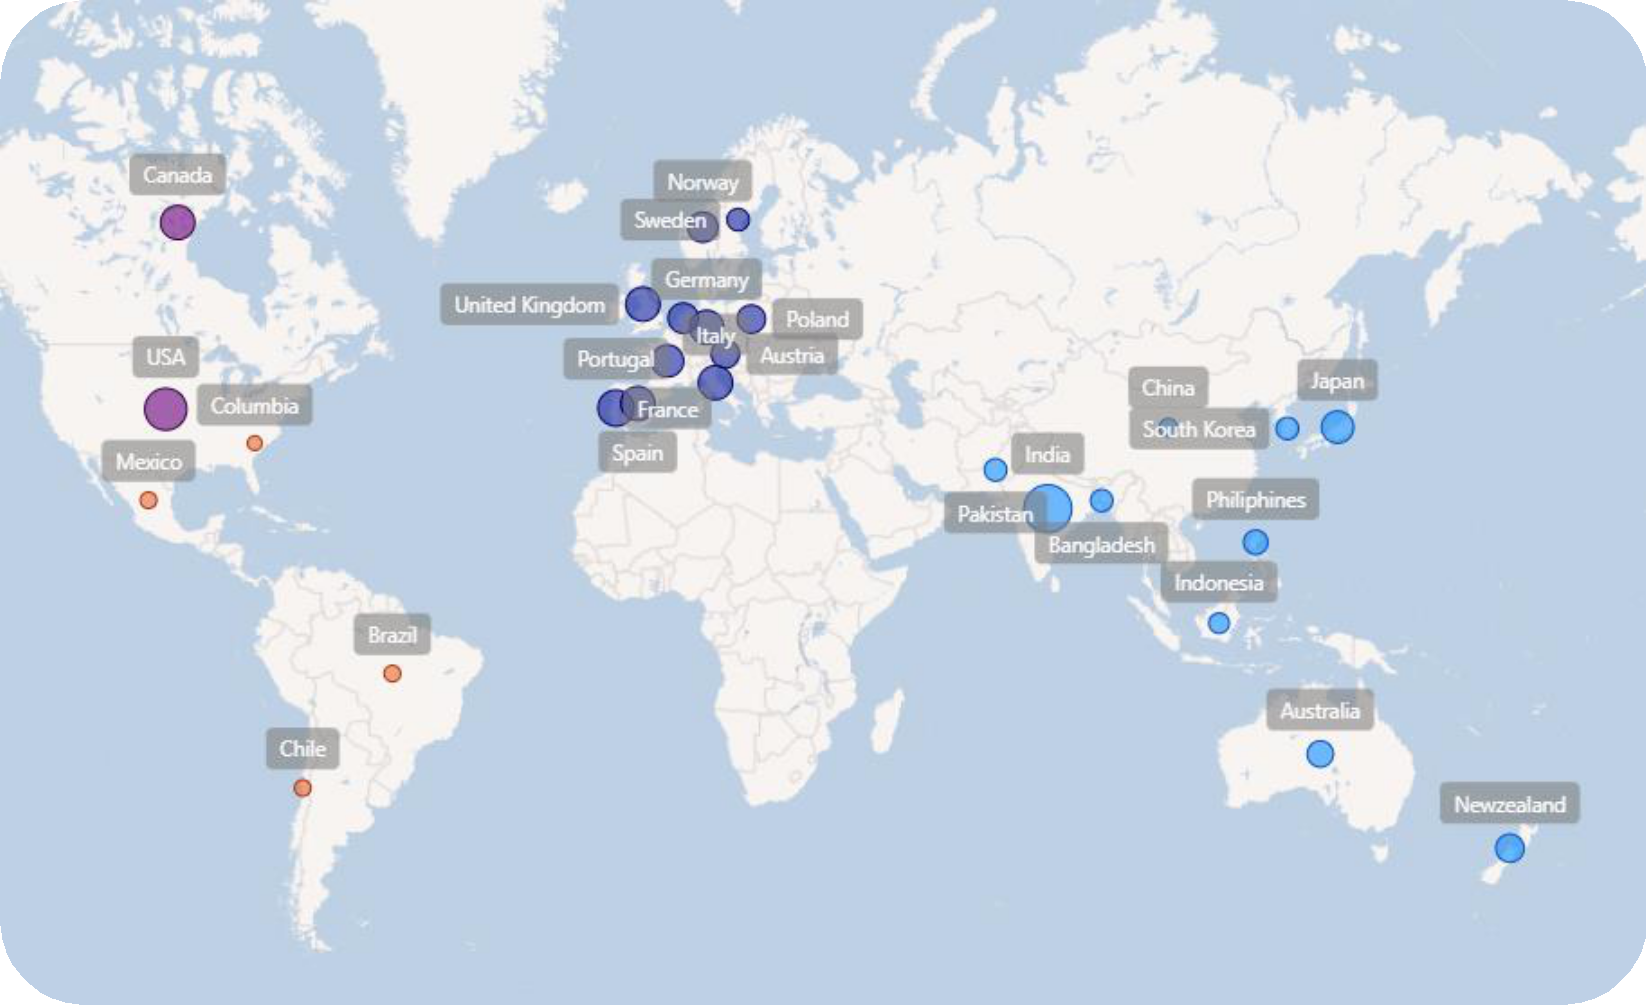 Canada
Norway
Sweden
Germany
United Kingdom
Poland
Italy
Portugal
Austria
USA
Columbia
France
Japan
China
South Korea
Mexico
Spain
India
Philiphines
Pakistan
Bangladesh
Indonesia
Brazil
Australia
Chile
Newzealand